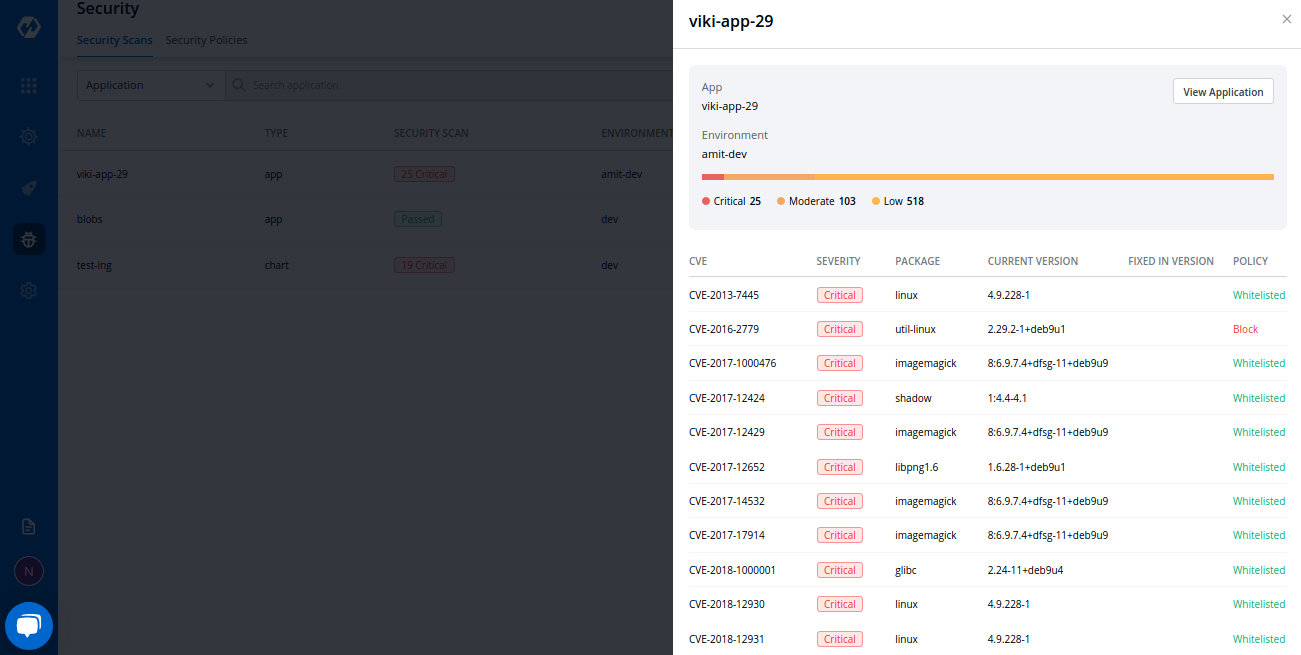 Security
Security Scans Security Policies
Application Search application
NAME TYPE SECURITY SCAN ENVIRONMENT
viki-app-29 app 25 Critical amit-dev
blobs app Passed dev
test-ing chart 19 Critical dev
N
viki-app-29
App
viki-app-29
View Application
Environment
amit-dev
Critical 25 Moderate 103 Low 518
CVE SEVERITY PACKAGE CURRENT VERSION FIXED IN VERSION POLICY
CVE-2013-7445 Critical linux 4.9.228-1 Whitelisted
CVE-2016-2779 Critical util-linux 2.29.2-1+deb9u1 Block
CVE-2017-1000476 Critical imagemagick 8:6.9.7.4+dfsg-11+deb9u9 Whitelisted
CVE-2017-12424 Critical shadow 1:4.4-4.1 Whitelisted
CVE-2017-12429 Critical imagemagick 8:6.9.7.4+dfsg-11+deb9u9 Whitelisted
CVE-2017-12652 Critical libpng1.6 1.6.28-1+deb9u1 Whitelisted
CVE-2017-14532 Critical imagemagick 8:6.9.7.4+dfsg-11+deb9u9 Whitelisted
CVE-2017-17914 Critical imagemagick 8:6.9.7.4+dfsg-11+deb9u9 Whitelisted
CVE-2018-1000001 Critical glibc 2.24-11+deb9u4 Whitelisted
CVE-2018-12930 Critical linux 4.9.228-1 Whitelisted
CVE-2018-12931 Critical linux 4.9.228-1 Whitelisted